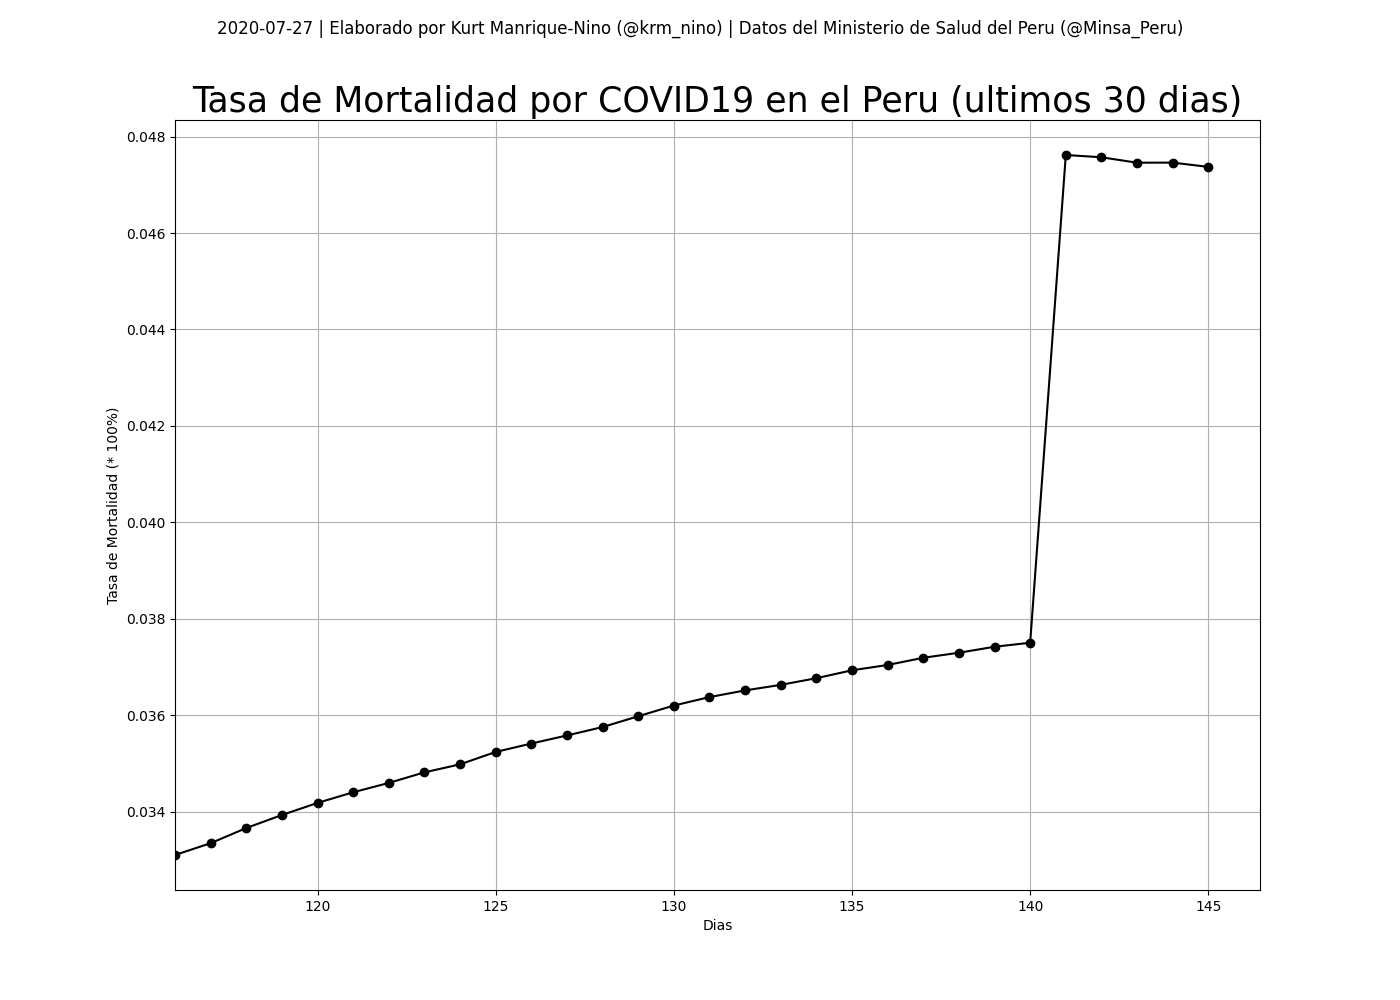 2020-07-27 | Elaborado por Kurt Manrique-Nino (@krm_nino) | Datos del Ministerio de Salud del Peru (@Minsa_Peru)
Tasa de Mortalidad por COVID19 en el Peru (ultimos 30 dias)
0.048
0.046
0.044
0.042
0.040
0.038
0.036
0.034
Tasa de Mortalidad (* 100%)
120 125 130 135 140 145
Dias